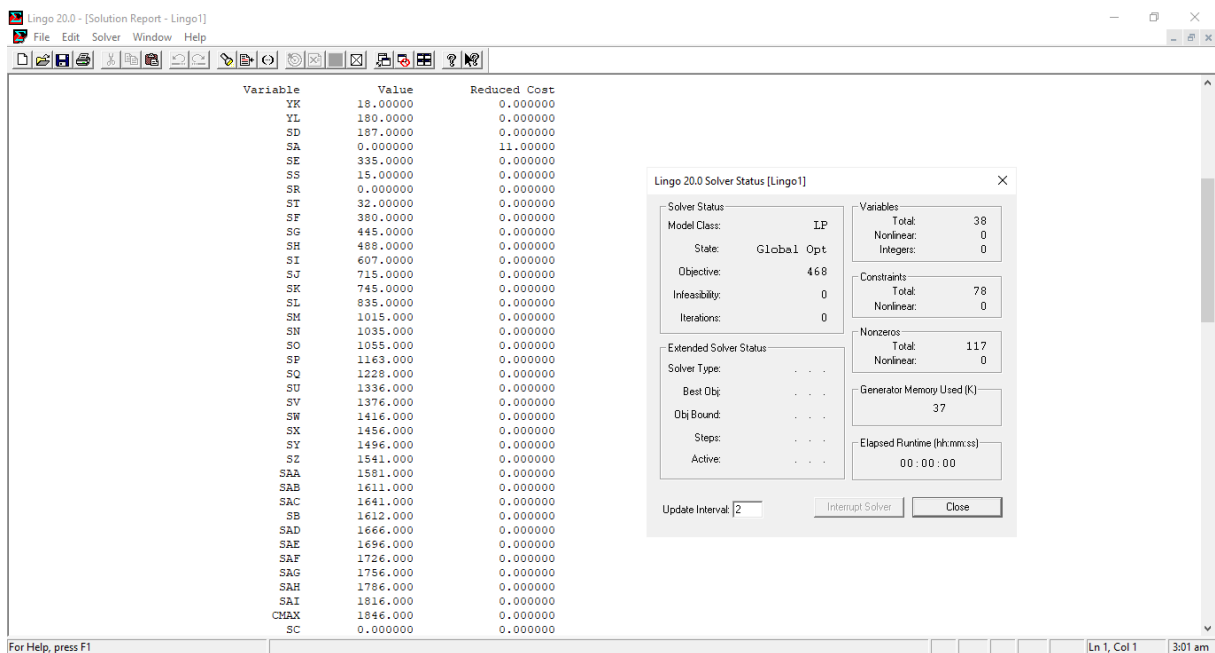 Lingo 20.0 - [Solution Report - Lingo1]
File Edit Solver Window Help
Variable Value Reduced Cost
YK 18.00000 0.000000
YL 180.0000 0.000000
SD 187.0000 0.000000
SA 0.000000 11.00000
SE 335.0000 0.000000
SS 15.00000 0.000000
SR 0.000000 0.000000
ST 32.00000 0.000000
SF 380.0000 0.000000
SG 445.0000 0.000000
SH 488.0000 0.000000
SI 607.0000 0.000000
SJ 715.0000 0.000000
SK 745.0000 0.000000
SL 835.0000 0.000000
SM 1015.000 0.000000
SN 1035.000 0.000000
SO 1055.000 0.000000
SP 1163.000 0.000000
SQ 1228.000 0.000000
SU 1336.000 0.000000
SV 1376.000 0.000000
SW 1416.000 0.000000
SX 1456.000 0.000000
SY 1496.000 0.000000
SZ 1541.000 0.000000
SAA 1581.000 0.000000
SAB 1611.000 0.000000
SAC 1641.000 0.000000
SB 1612.000 0.000000
SAD 1666.000 0.000000
SAE 1696.000 0.000000
SAF 1726.000 0.000000
SAG 1756.000 0.000000
SAH 1786.000 0.000000
SAI 1816.000 0.000000
CMAX 1846.000 0.000000
SC 0.000000 0.000000
Lingo 20.0 Solver Status [Lingo1]
Solver Status
Model Class: LP
State: Global Opt
Objective: 468
Infeasibility: 0
Iterations: 0
Extended Solver Status
Solver Type: . . .
Best Obj: . . .
Obj Bound: . . .
Steps: . . .
Active: . . .
Variables
Total: 38
Nonlinear: 0
Integers: 0
Constraints
Total: 78
Nonlinear: 0
Nonzeros
Total: 117
Nonlinear: 0
Generator Memory Used (K)
37
Elapsed Runtime (hh:mm:ss)
00:00:00
Update Interval: 2
Interrupt Solver
Close
For Help, press F1
Ln 1, Col 1
3:01 am